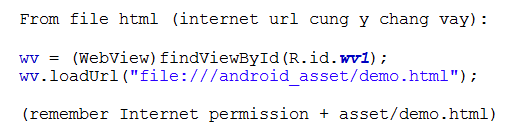 From file html (internet url cung y chang vay):
wv = (WebView)findViewById(R.id.wv1);
wv.loadUrl("file:///android_asset/demo.html");
(remember Internet permission + asset/demo.html)